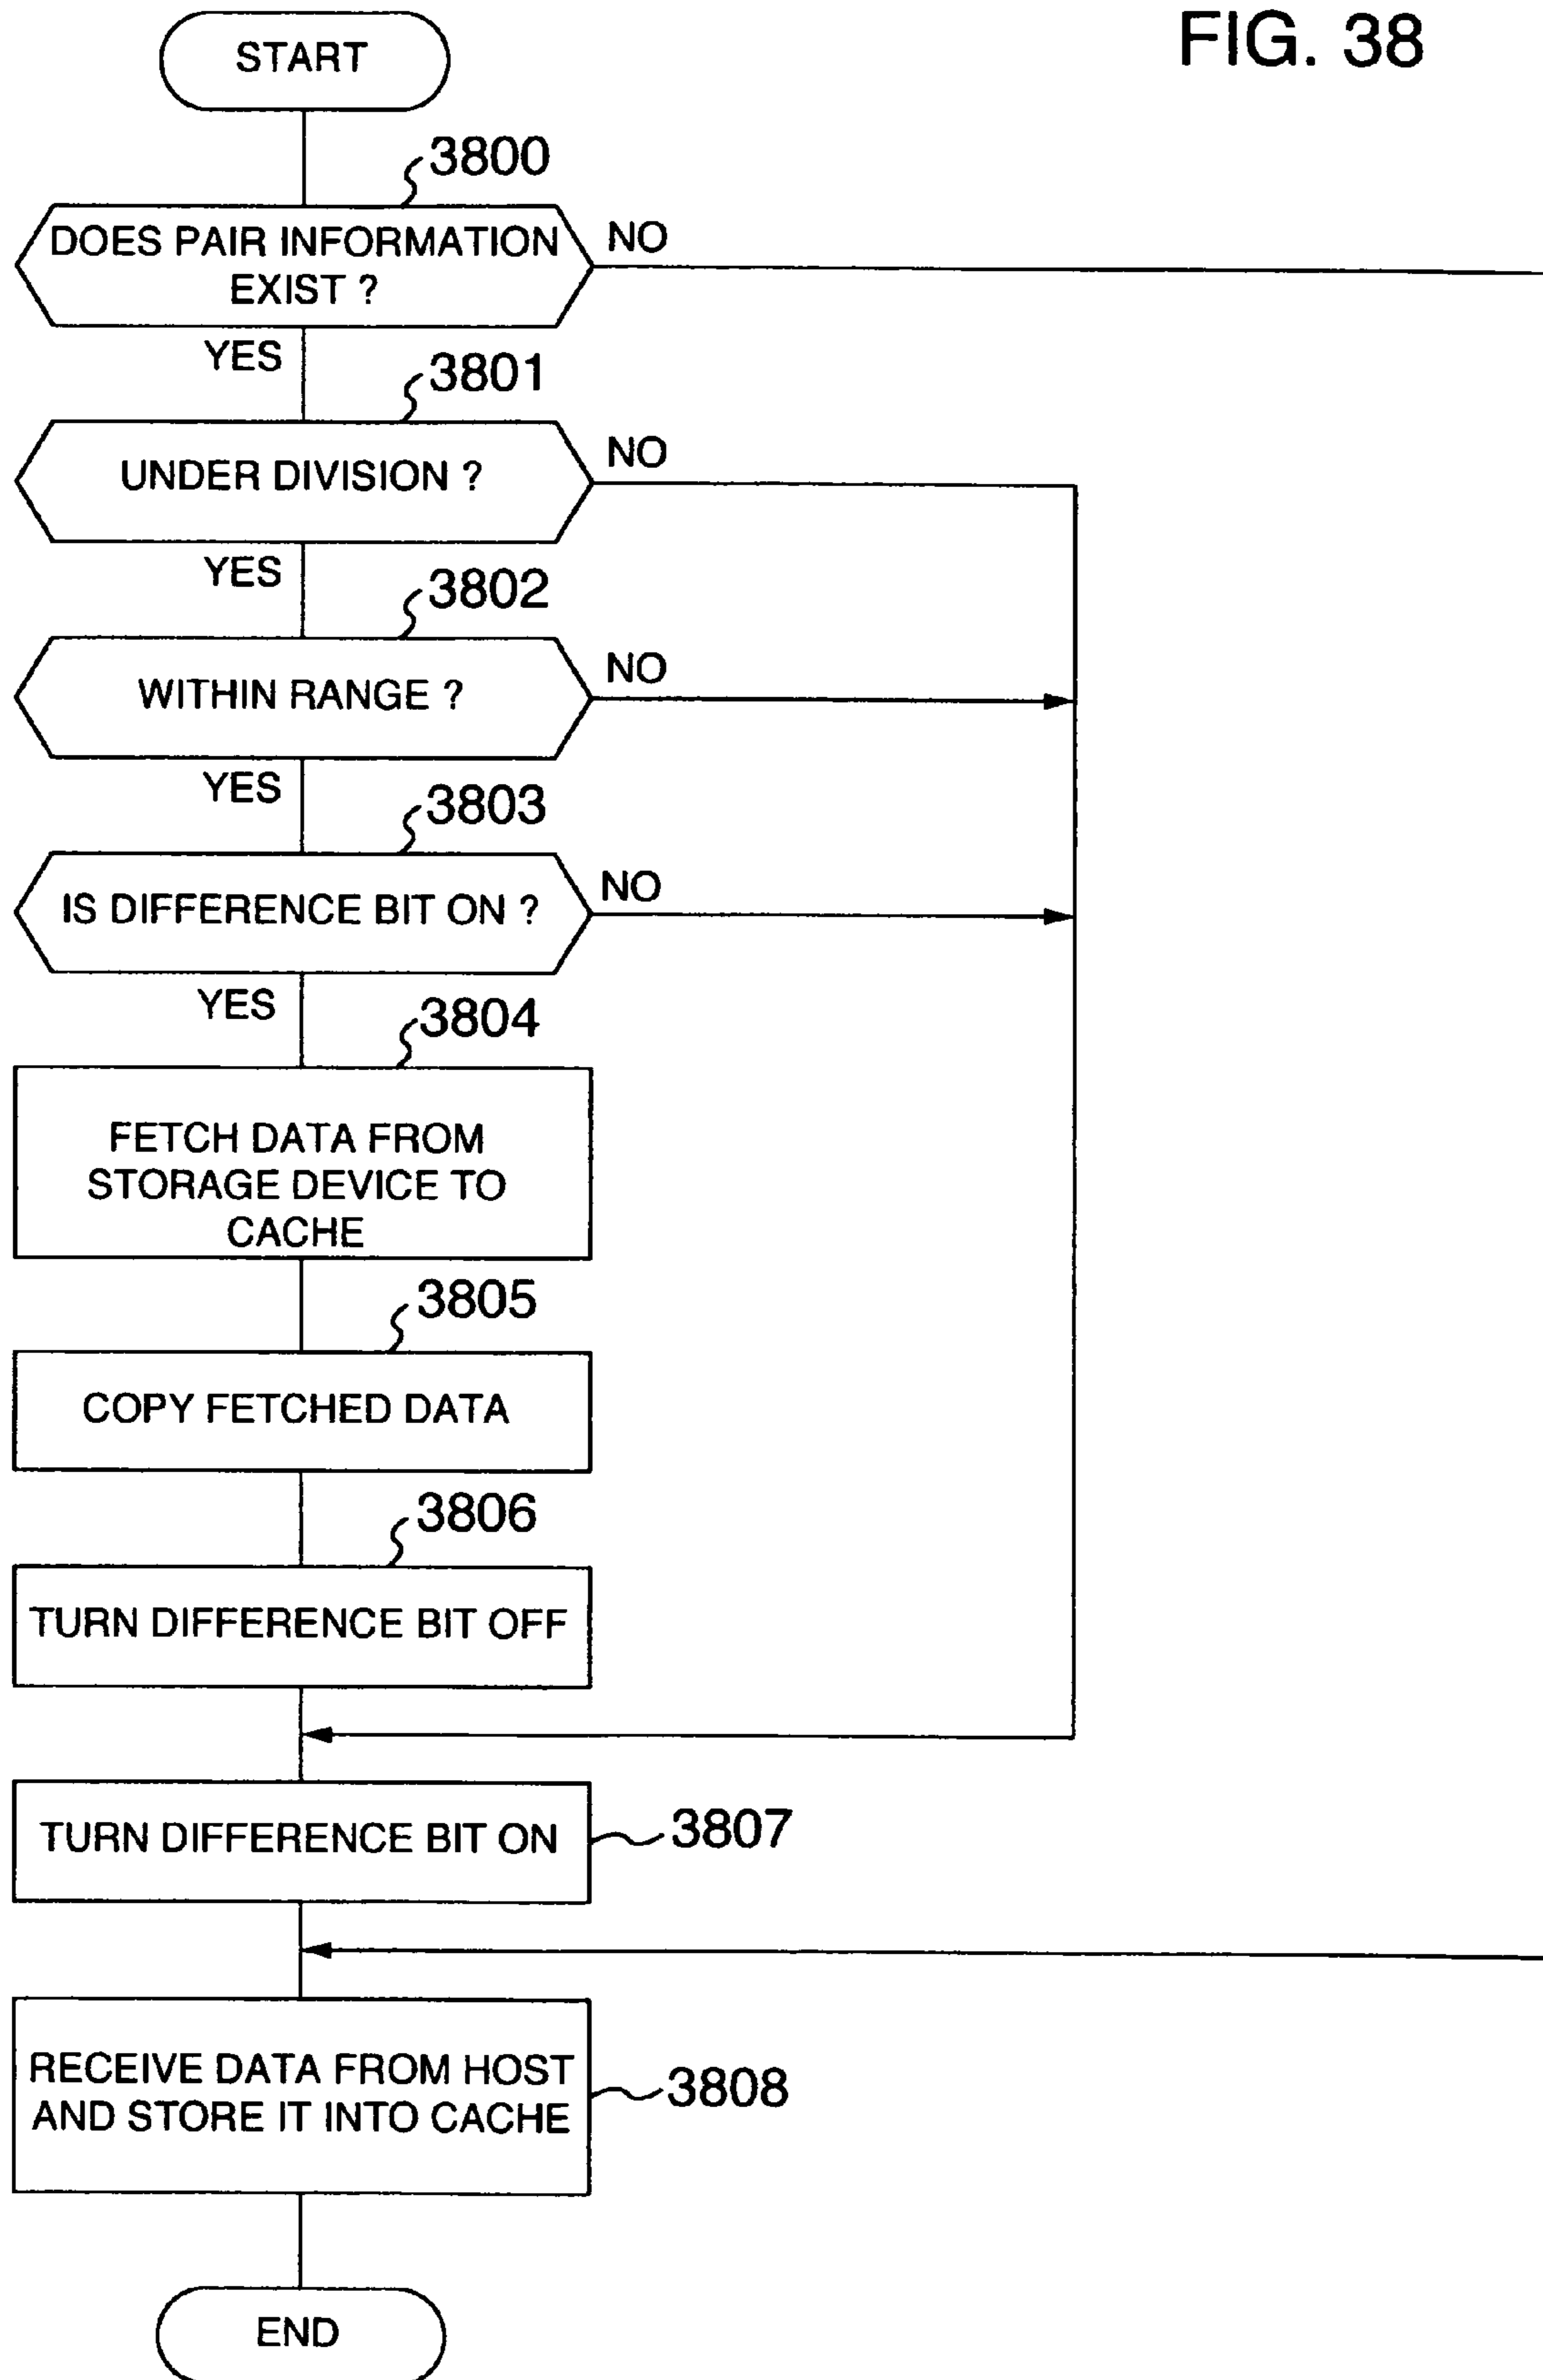 FIG. 38
START
3800
DOES PAIR INFORMATION
EXIST ?
NO
YES
3801
UNDER DIVISION ?
NO
YES
3802
WITHIN RANGE ?
NO
YES
3803
IS DIFFERENCE BIT ON ?
NO
YES
3804
FETCH DATA FROM
STORAGE DEVICE TO
CACHE
3805
COPY FETCHED DATA
3806
TURN DIFFERENCE BIT OFF
TURN DIFFERENCE BIT ON
3807
RECEIVE DATA FROM HOST
AND STORE IT INTO CACHE
3808
END